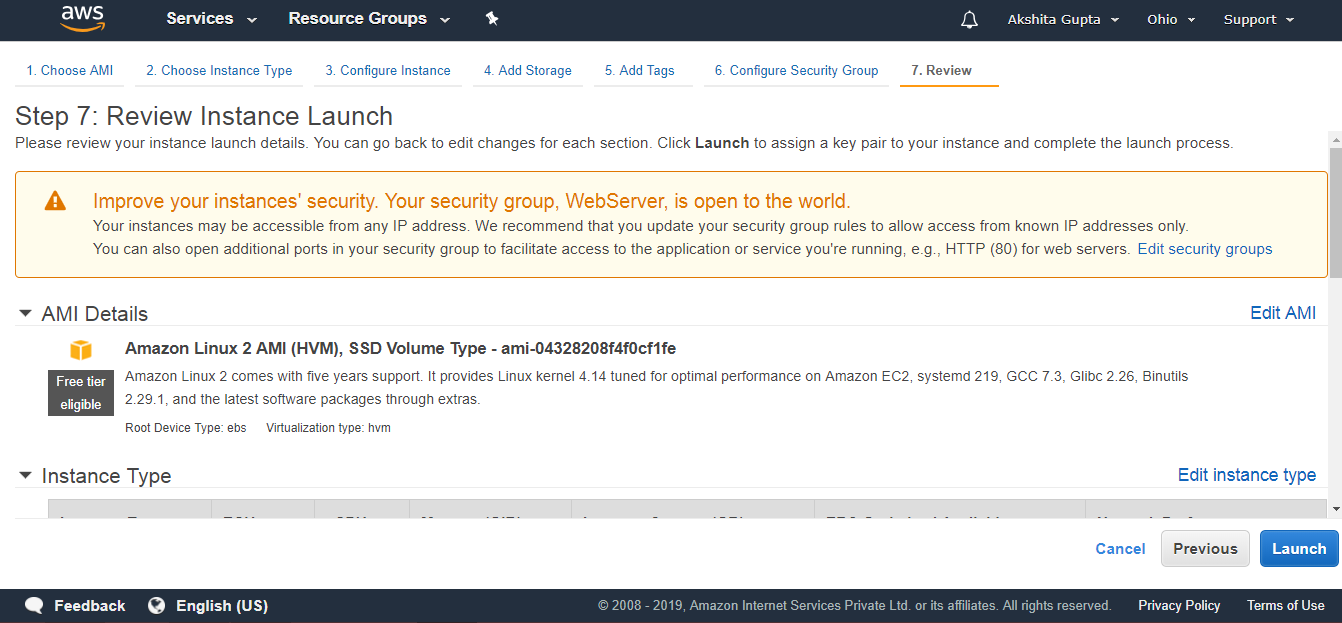 aws Services Resource Groups Akshita Gupta Ohio Support
1. Choose AMI 2. Choose Instance Type 3. Configure Instance 4. Add Storage 5. Add Tags 6. Configure Security Group 7. Review
Step 7: Review Instance Launch
Please review your instance launch details. You can go back to edit changes for each section. Click Launch to assign a key pair to your instance and complete the launch process.
Improve your instances' security. Your security group, WebServer, is open to the world.
Your instances may be accessible from any IP address. We recommend that you update your security group rules to allow access from known IP addresses only.
You can also open additional ports in your security group to facilitate access to the application or service you're running, e.g., HTTP (80) for web servers. Edit security groups
AMI Details Edit AMI
Amazon Linux 2 AMI (HVM), SSD Volume Type - ami-04328208f4f0cf1fe
Free tier
eligible
Amazon Linux 2 comes with five years support. It provides Linux kernel 4.14 tuned for optimal performance on Amazon EC2, systemd 219, GCC 7.3, Glibc 2.26, Binutils
2.29.1, and the latest software packages through extras.
Root Device Type: ebs Virtualization type: hvm
Instance Type Edit instance type
Cancel Previous Launch
Feedback English (US) © 2008 - 2019, Amazon Internet Services Private Ltd. or its affiliates. All rights reserved. Privacy Policy Terms of Use